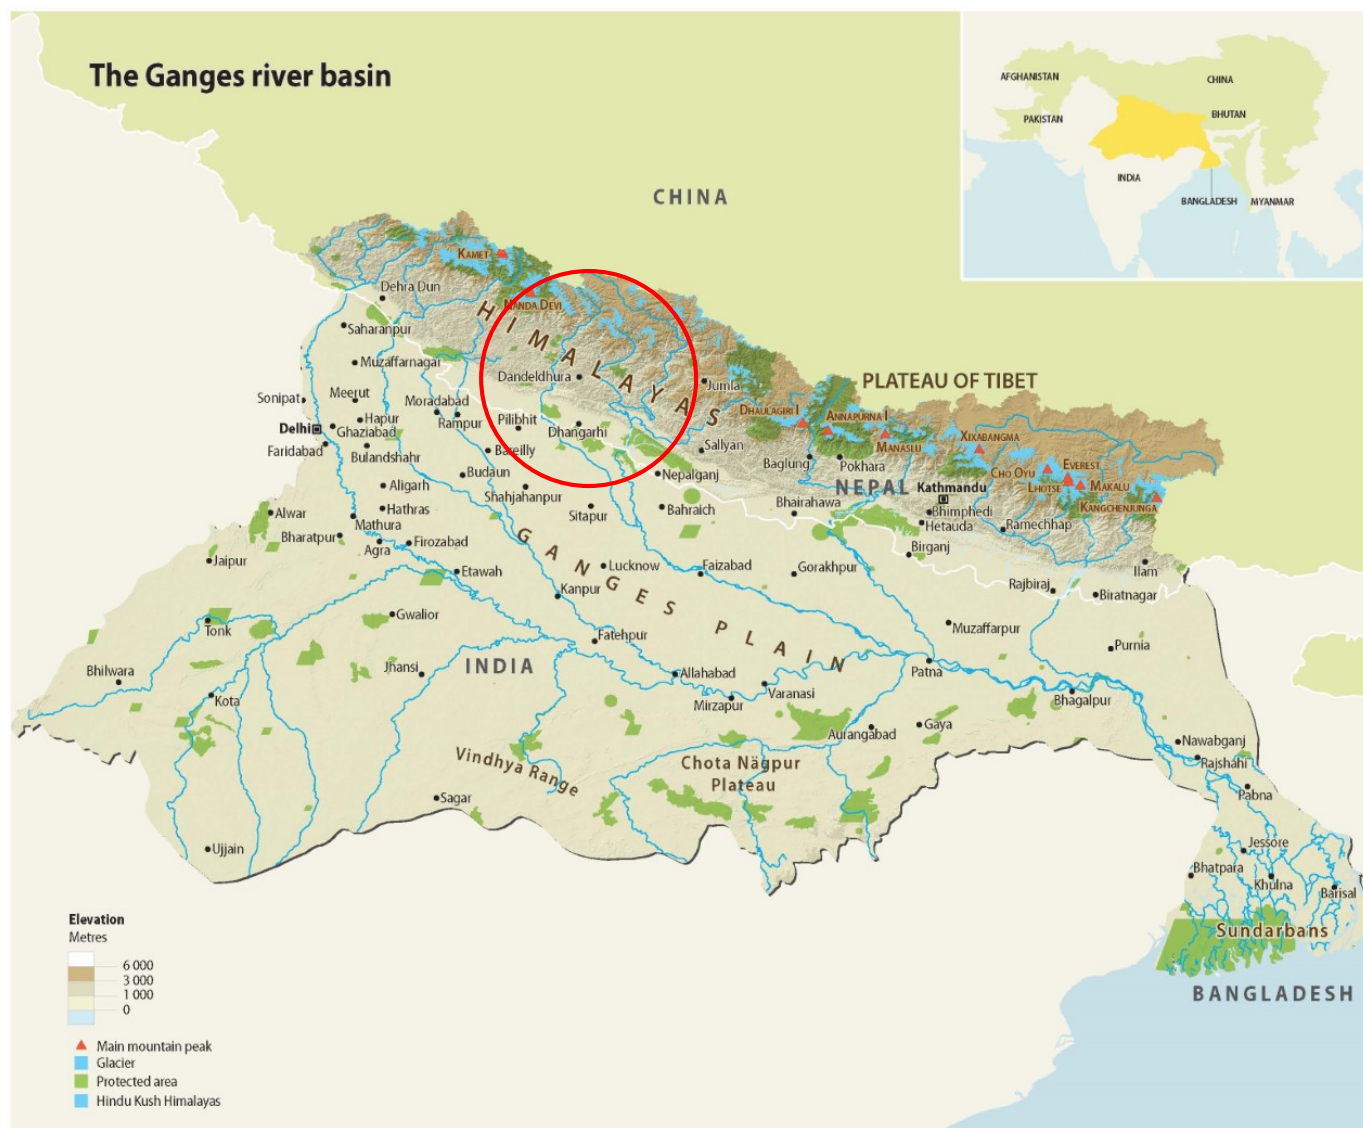 The Ganges river basin
AFGHANISTAN
CHINA
PAKISTAN
BHUTAN
INDIA
BANGLADESH
MYANMAR
CHINA
KAMET
Dehra Dun
NANDA DEVI
HIMALAYAS
Saharanpur
Muzaffarnagar
Dandeldhura
Jumla
PLATEAU OF TIBET
Sonipat
Meerut
Moradabad
Hapur
Rampur
Pilibhit
Dhangarhi
DHAULAGIRI I
ANNAPURNA I
Delhi
Ghaziabad
Faridabad
Bulandshahr
Bareilly
Sallyan
MANASLU
XIXABANGMA
Budaun
Nepalganj
Baglung
Pokhara
CHO OYU
EVEREST
Aligarh
Shahjahanpur
NEPAL
Kathmandu
LHOTSE
MAKALU
KANGCHENJUNGA
Alwar
Hathras
Sitapur
Bahraich
Bhairahawa
Bhimphedi
Mathura
Hetauda
Ramechhap
Bharatpur
Agra
Firozabad
GANGES PLAIN
Birganj
Jaipur
Etawah
Lucknow
Faizabad
Gorakhpur
Ilam
Kanpur
Rajbiraj
Biratnagar
Gwalior
Tonk
Fatehpur
Muzaffarpur
Purnia
Bhilwara
Jhansi
INDIA
Allahabad
Patna
Kota
Mirzapur
Varanasi
Bhagalpur
Aurangabad
Gaya
Nawabganj
Vindhya Range
Chota Nägpur
Plateau
Rajshahi
Sagar
Pabna
Ujjain
Jessore
Bhatpara
Khulna
Barisal
Sundarbans
BANGLADESH
Elevation
Metres
6 000
3 000
1 000
0
Main mountain peak
Glacier
Protected area
Hindu Kush Himalayas